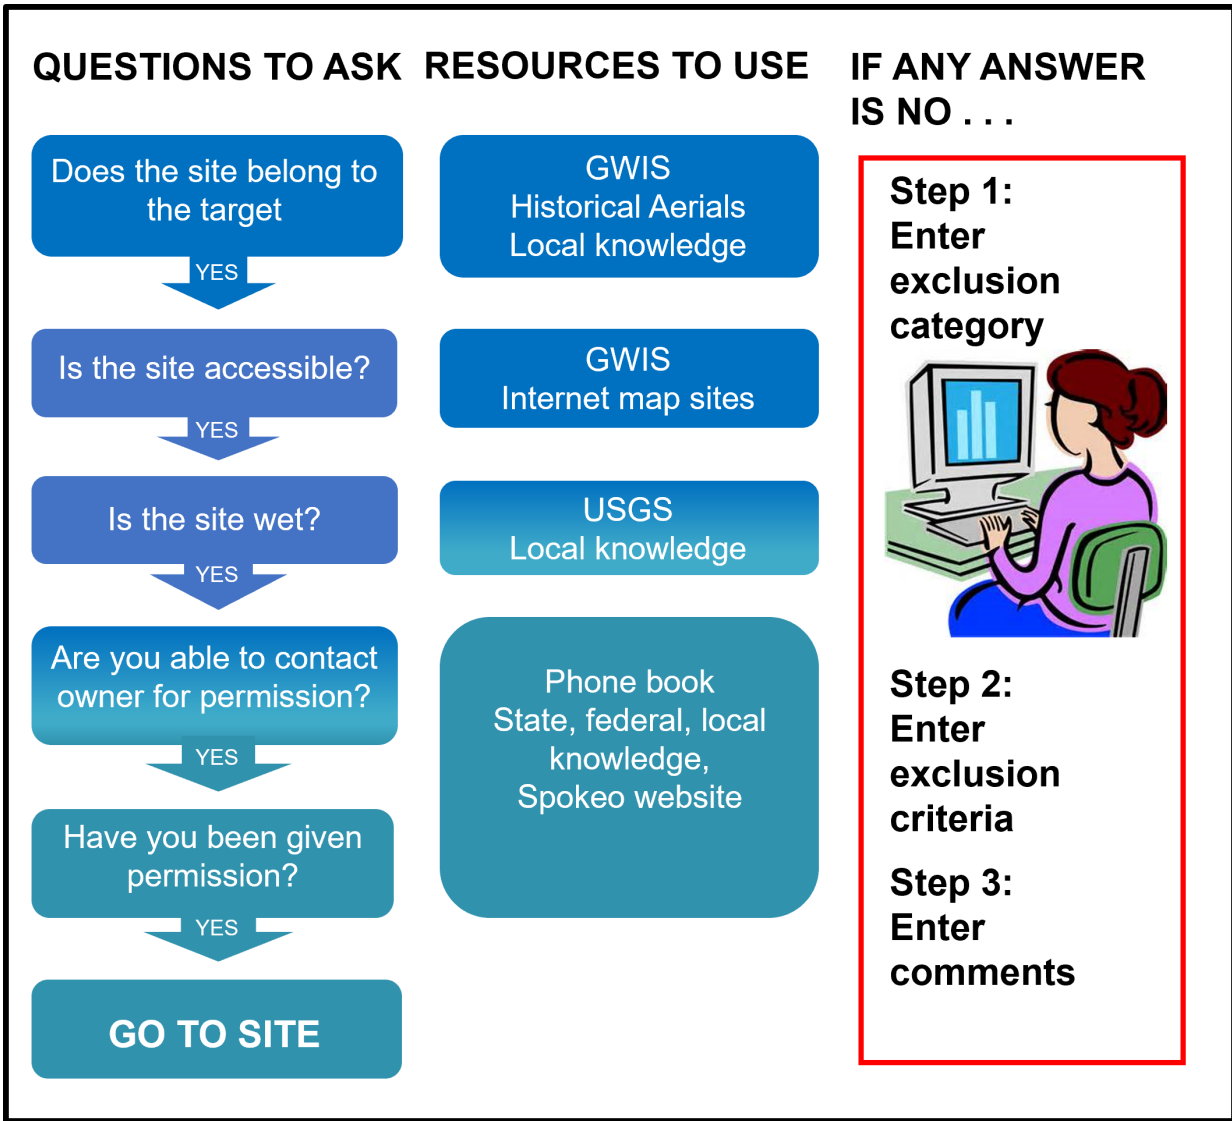 QUESTIONS TO ASK
Does the site belong to
the target
YES
Is the site accessible?
YES
Is the site wet?
YES
Are you able to contact
owner for permission?
YES
Have you been given
permission?
YES
GO TO SITE
RESOURCES TO USE
GWIS
Historical Aerials
Local knowledge
GWIS
Internet map sites
USGS
Local knowledge
Phone book
State, federal, local
knowledge,
Spokeo website
IF ANY ANSWER
IS NO . . .
Step 1:
Enter
exclusion
category
Step 2:
Enter
exclusion
criteria
Step 3:
Enter
comments